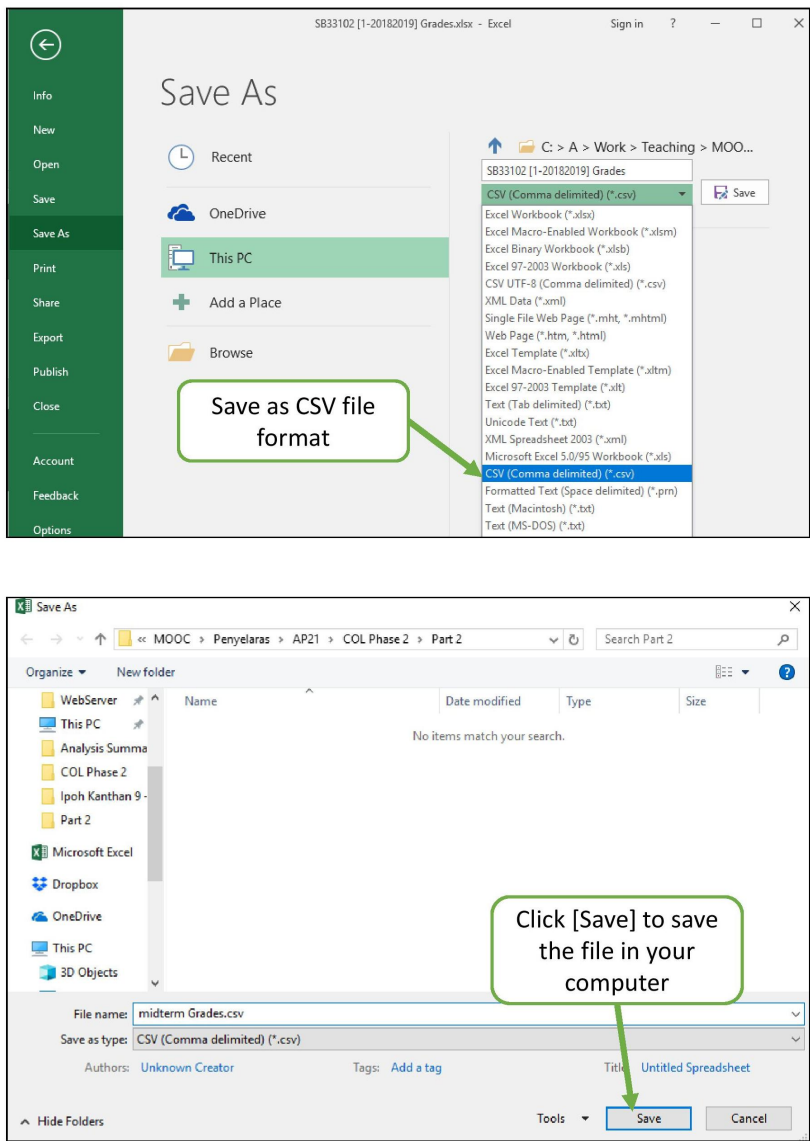 SB33102 [1-20182019] Grades.xlsx - Excel
Sign in ?
Save As
Info
New
Open
Save
Save As
Print
Share
Export
Publish
Close
Account
Feedback
Options
Recent
OneDrive
This PC
Add a Place
Browse
C: > A > Work > Teaching > MOO...
SB33102 [1-20182019] Grades
CSV (Comma delimited) (*.csv)
Save
Excel Workbook (*.xlsx)
Excel Macro-Enabled Workbook (*.xlsm)
Excel Binary Workbook (*.xlsb)
Excel 97-2003 Workbook (*.xls)
CSV UTF-8 (Comma delimited) (*.csv)
XML Data (*.xml)
Single File Web Page (*.mht, *.mhtml)
Web Page (*.htm, *.html)
Excel Template (*.xltx)
Excel Macro-Enabled Template (*.xltm)
Excel 97-2003 Template (*.xlt)
Text (Tab delimited) (*.txt)
Unicode Text (*.txt)
XML Spreadsheet 2003 (*.xml)
Microsoft Excel 5.0/95 Workbook (*.xls)
CSV (Comma delimited) (*.csv)
Formatted Text (Space delimited) (*.prn)
Text (Macintosh) (*.txt)
Text (MS-DOS) (*.txt)
Save as CSV file
format
Save As
« MOOC > Penyelaras > AP21 > COL Phase 2 > Part 2
Search Part 2
Organize
New folder
?
Name
Date modified
Type
Size
No items match your search.
WebServer
This PC
Analysis Summa
COL Phase 2
Ipoh Kanthan 9 -
Part 2
Microsoft Excel
Dropbox
OneDrive
This PC
3D Objects
Click [Save] to save
the file in your
computer
File name: midterm Grades.csv
Save as type: CSV (Comma delimited) (*.csv)
Authors: Unknown Creator
Tags: Add a tag
Title: Untitled Spreadsheet
Hide Folders
Tools
Save
Cancel